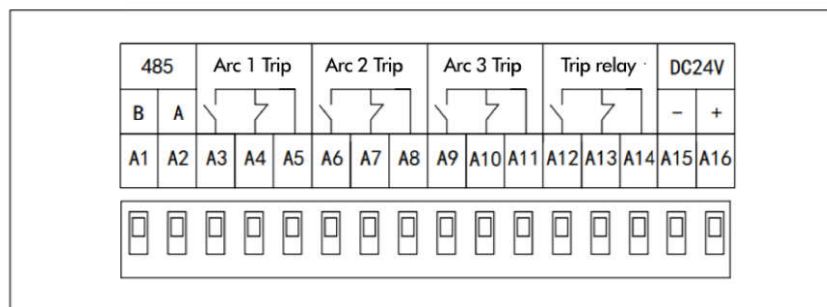 485 Arc 1 Trip Arc 2 Trip Arc 3 Trip Trip relay DC24V
B A - +
A1 A2 A3 A4 A5 A6 A7 A8 A9 A10 A11 A12 A13 A14 A15 A16